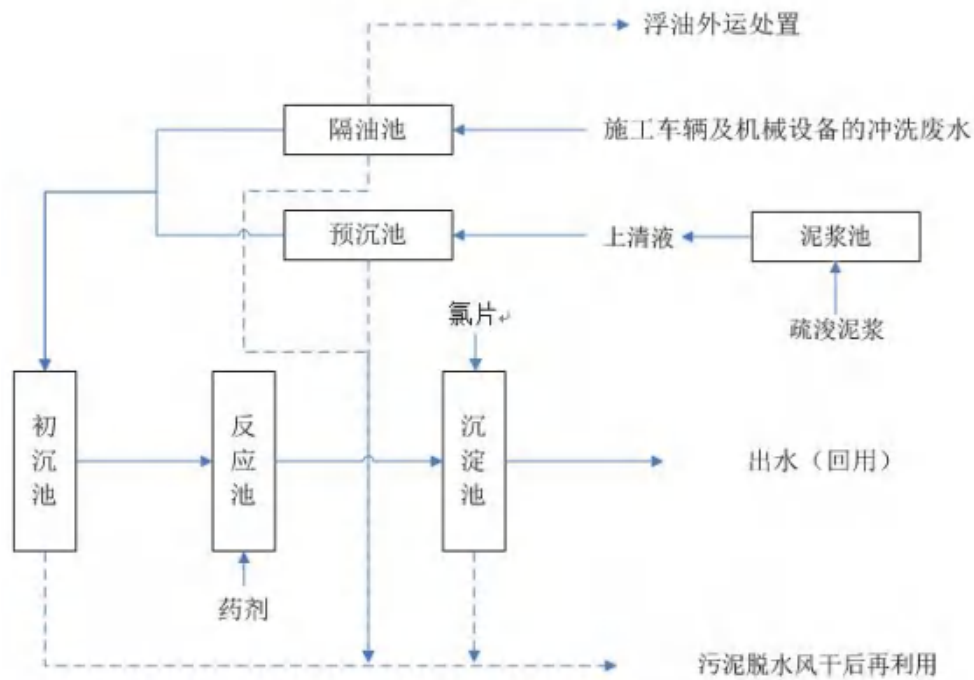 浮油外运处置
隔油池
施工车辆及机械设备的冲洗废水
预沉池
上清液
泥浆池
氯片
疏浚泥浆
初沉池
反应池
沉淀池
出水（回用）
药剂
污泥脱水风干后再利用